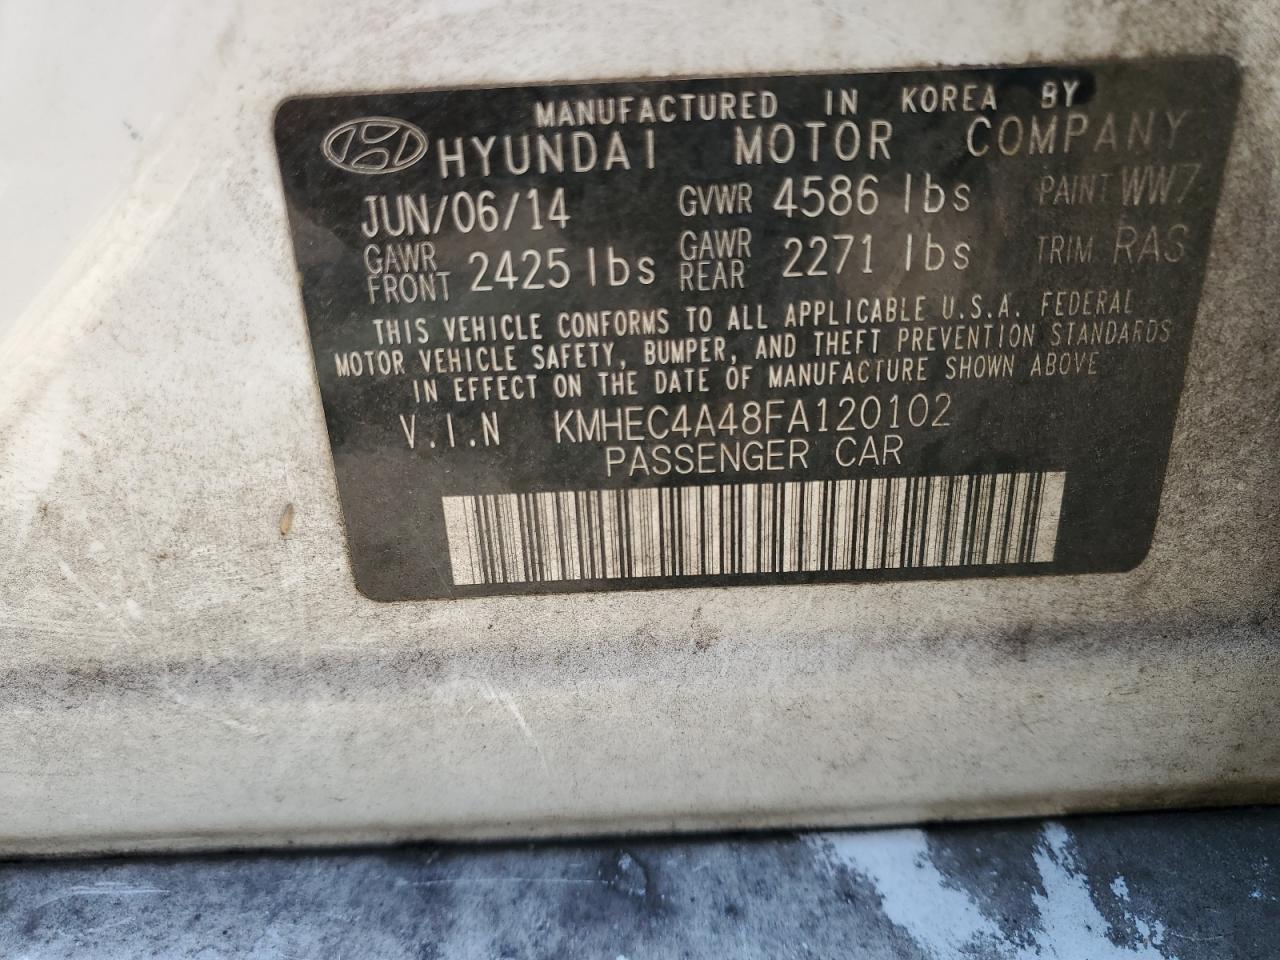 MANUFACTURED IN KOREA BY
HYUNDAI MOTOR COMPANY
JUN/06/14 GVWR 4586 lbs PAINT WW7
GAWR FRONT 2425 lbs GAWR REAR 2271 lbs TRIM RAS
THIS VEHICLE CONFORMS TO ALL APPLICABLE U.S.A. FEDERAL
MOTOR VEHICLE SAFETY, BUMPER, AND THEFT PREVENTION STANDARDS
IN EFFECT ON THE DATE OF MANUFACTURE SHOWN ABOVE
V.I.N KMHEC4A48FA120102
PASSENGER CAR